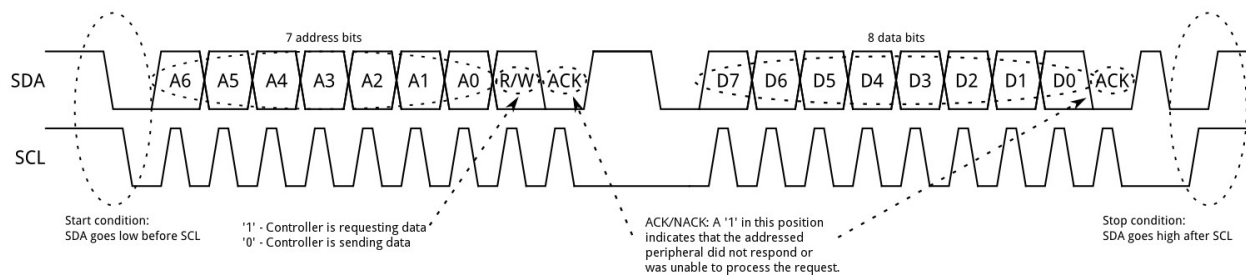 7 address bits
8 data bits
SDA
A6 A5 A4 A3 A2 A1 A0 R/W ACK
D7 D6 D5 D4 D3 D2 D1 D0 ACK
SCL
Start condition:
SDA goes low before SCL
'1' - Controller is requesting data
'0' - Controller is sending data
ACK/NACK: A '1' in this position
indicates that the addressed
peripheral did not respond or
was unable to process the request.
Stop condition:
SDA goes high after SCL